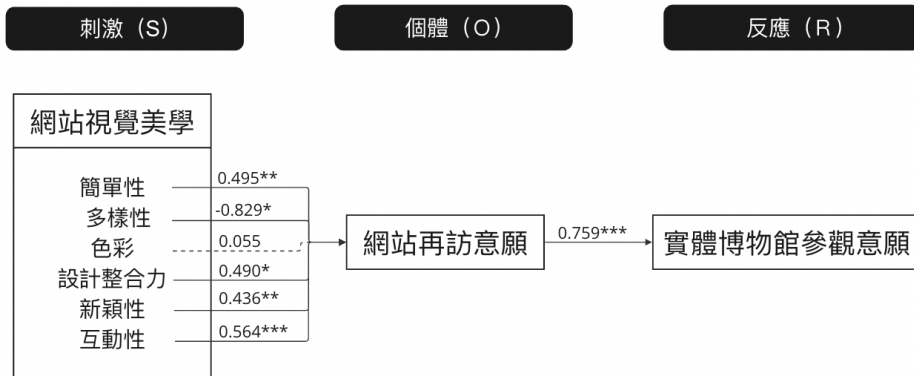 刺激（S）
個體（O）
反應（R）
網站視覺美學
簡單性
0.495**
多樣性
-0.829*
色彩
0.055
設計整合力
0.490*
新穎性
0.436**
互動性
0.564***
網站再訪意願
0.759***
實體博物館參觀意願